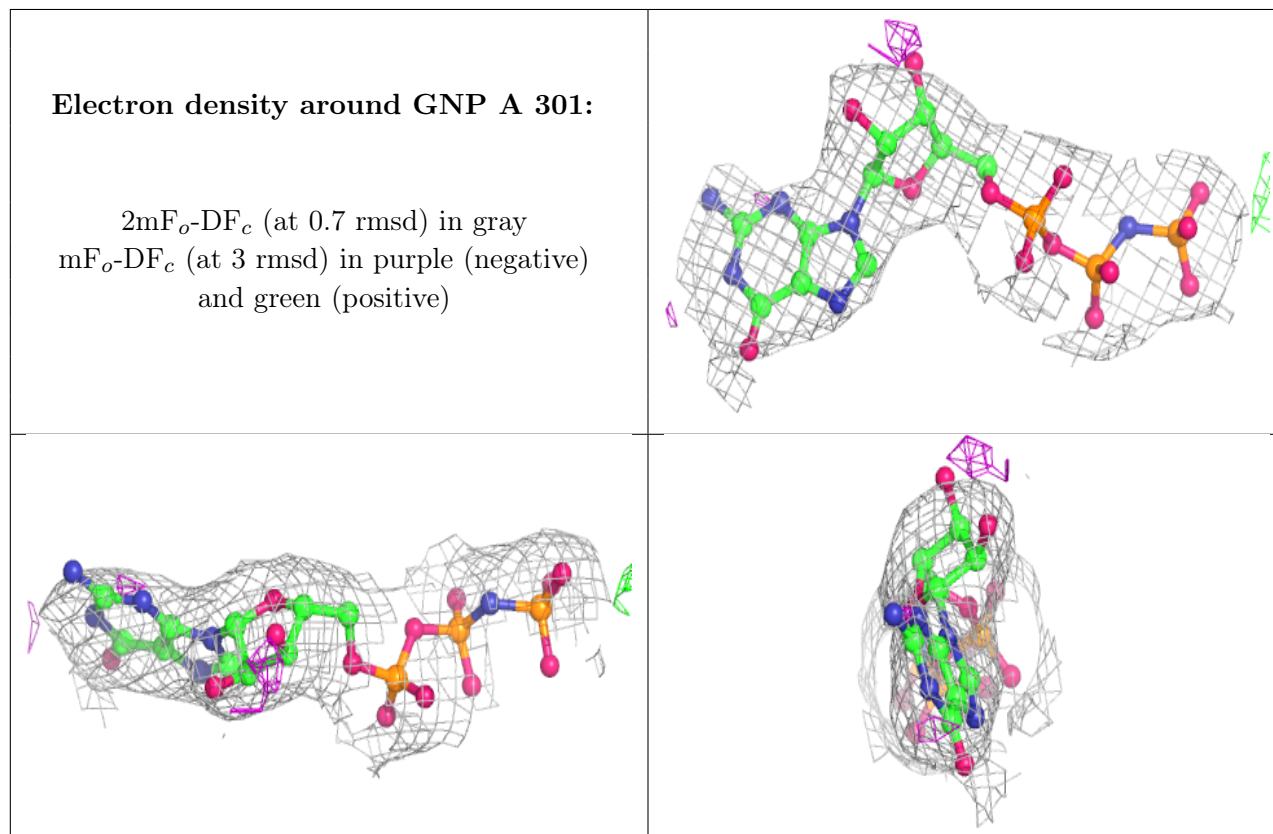 Electron density around GNP A 301:
2mFo-DFc (at 0.7 rmsd) in gray
mFo-DFc (at 3 rmsd) in purple (negative)
and green (positive)